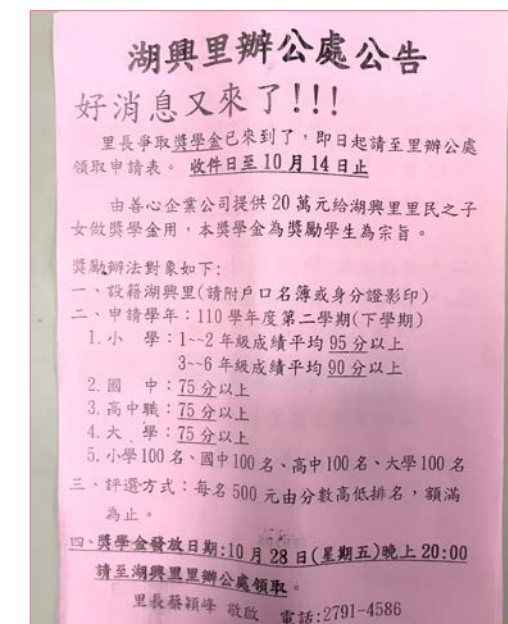 湖興里辦公處公告
好消息又來了!!!
里長爭取獎學金已來到了，即日起請至里辦公處
領取申請表。 收件日至10月14日止
由善心企業公司提供20萬元給湖興里里民之子
女做獎學金用，本獎學金為獎勵學生為宗旨。
獎勵辦法對象如下:
一、設籍湖興里(請附戶口名簿或身分證影印)
二、申請學年：110學年度第二學期(下學期)
1. 小 學：1~~2年級成績平均 95分以上
3~~6年級成績平均 90分以上
2. 國 中：75分以上
3. 高中職：75分以上
4. 大 學：75分以上
5. 小學100名、國中100名、高中100名、大學100名
三、評選方式：每名500元由分數高低排名，額滿
為止。
四、獎學金發放日期:10月28日(星期五)晚上20:00
請至湖興里里辦公處領取。
里長蔡穎峰 敬啟 電話:2791-4586